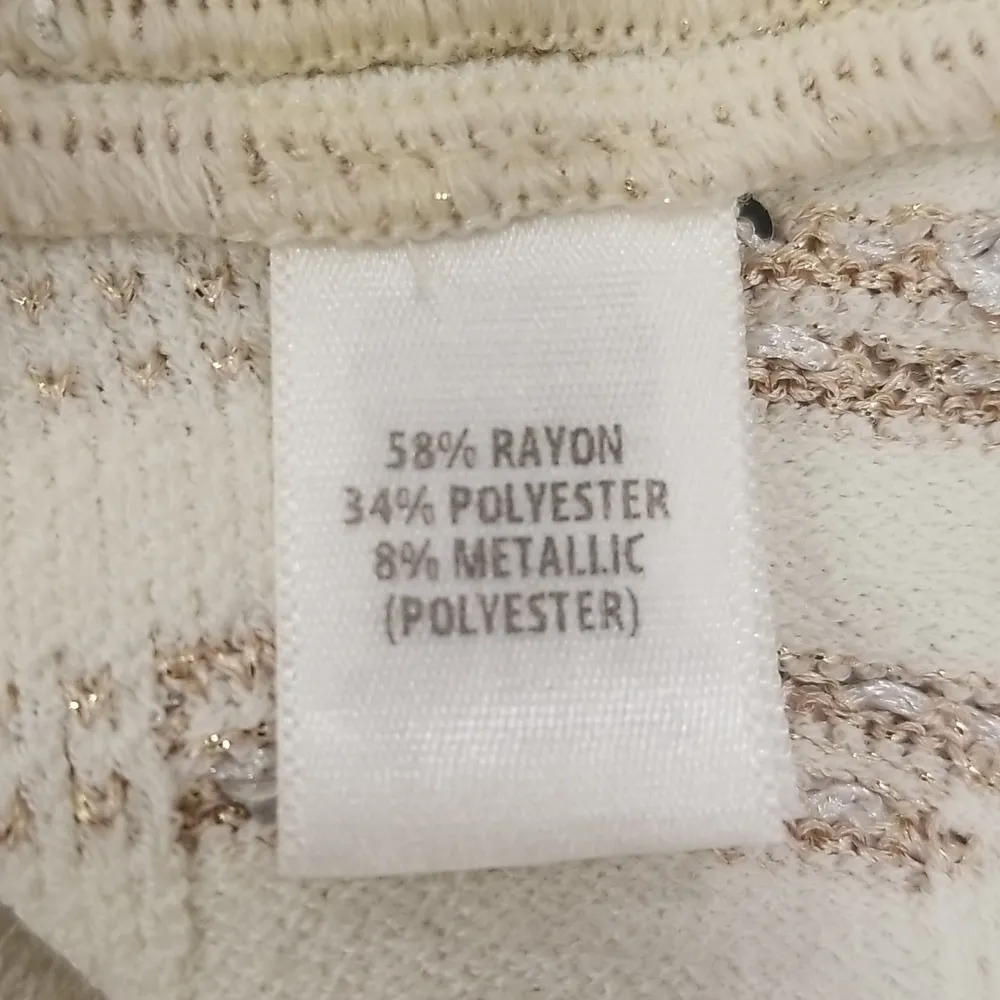 58% RAYON
34% POLYESTER
8% METALLIC
(POLYESTER)